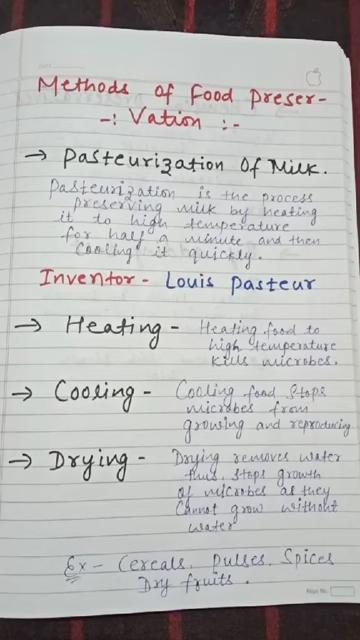 Methods of Food Preser-
-: Vation :-
→ Pasteurization Of Milk.
Pasteurization is the process
preserving milk by heating
it to high temperature
for half a minute and then
cooling it quickly.
Inventor - Louis Pasteur
→ Heating - Heating food to
high temperature
kills microbes.
→ Cooling - Cooling food stops
microbes from
growing and reproducing
→ Drying - Drying removes water
thus stops growth
of microbes as they
cannot grow without
water
Ex - Cereals, Pulses, Spices
Dry fruits.